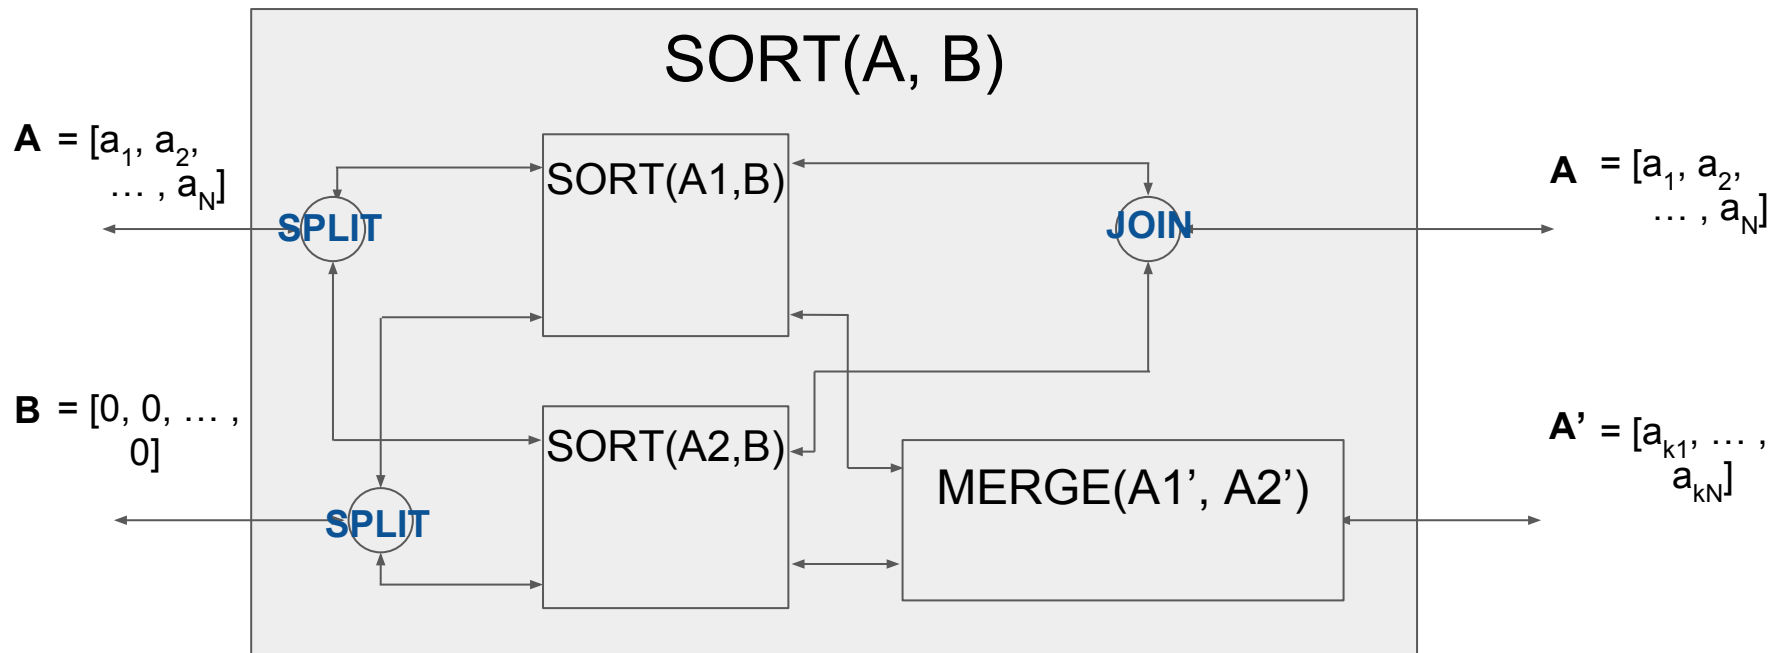 SORT(A, B)
A = [a1, a2,
… , aN]
SPLIT
SORT(A1,B)
JOIN
A = [a1, a2,
… , aN]
B = [0, 0, … ,
0]
SPLIT
SORT(A2,B)
MERGE(A1’, A2’)
A’ = [ak1, … ,
akN]